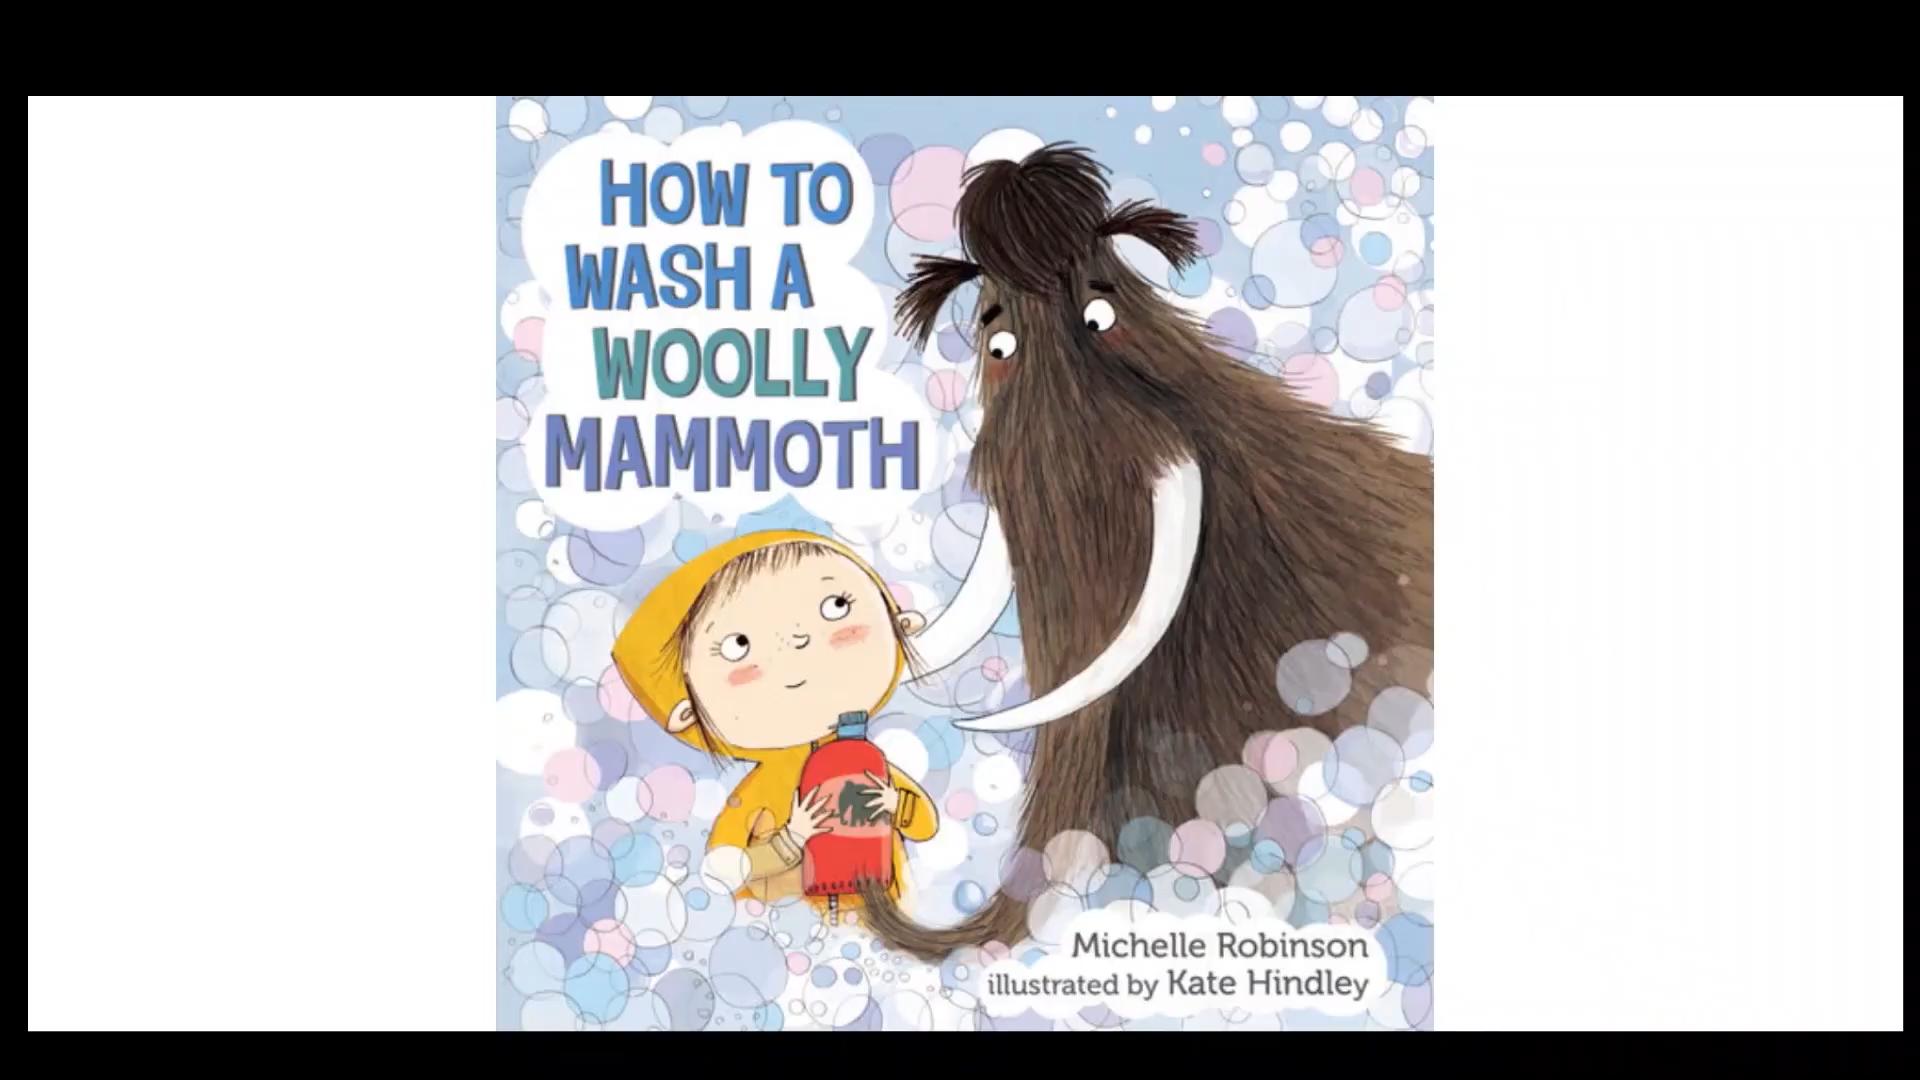 HOW TO
WASH A
WOOLLY
MAMMOTH
Michelle Robinson
illustrated by Kate Hindley